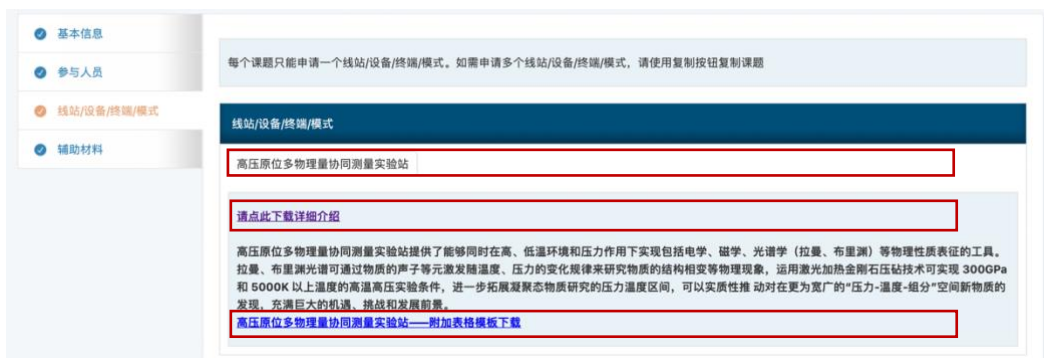 基本信息
参与人员
线站/设备/终端/模式
辅助材料
每个课题只能申请一个线站/设备/终端/模式。如需申请多个线站/设备/终端/模式，请使用复制按钮复制课题
线站/设备/终端/模式
高压原位多物理量协同测量实验站
请点此下载详细介绍
高压原位多物理量协同测量实验站提供了能够同时在高、低温环境和压力作用下实现包括电学、磁学、光谱学（拉曼、布里渊）等物理性质表征的工具。
拉曼、布里渊光谱可通过物质的声子等元激发随温度、压力的变化规律来研究物质的结构相变等物理现象，运用激光加热金刚石压砧技术可实现 300GPa
和 5000K 以上温度的高温高压实验条件，进一步拓展凝聚态物质研究的压力温度区间，可以实质性推 动对在更为宽广的“压力-温度-组分”空间新物质的
发现，充满巨大的机遇、挑战和发展前景。
高压原位多物理量协同测量实验站——附加表格模板下载